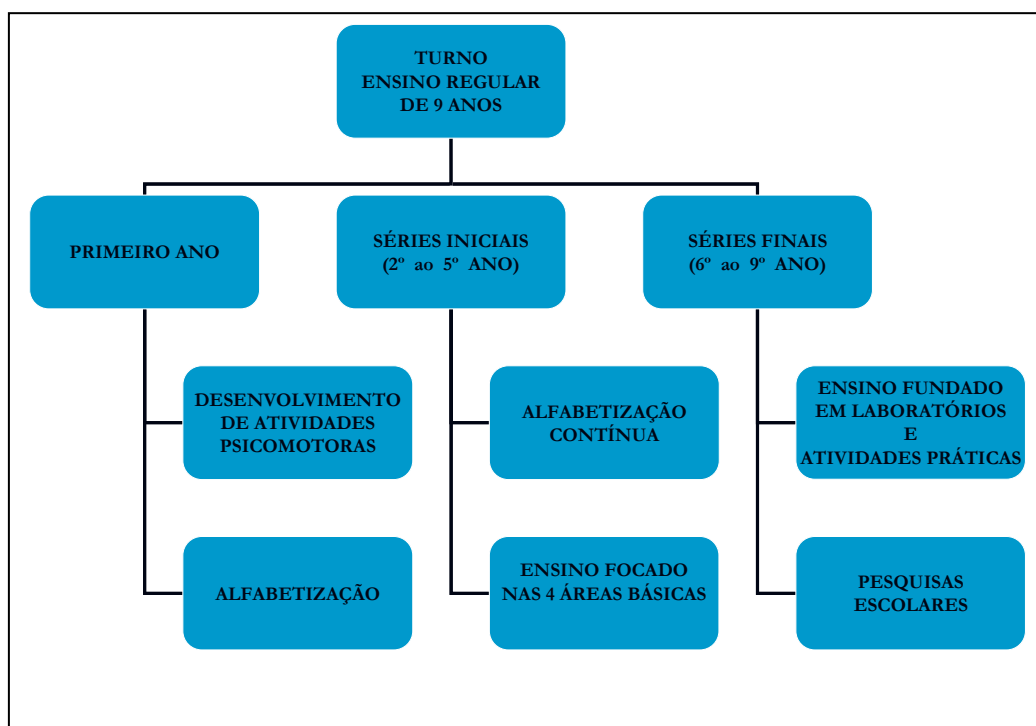 TURNO
ENSINO REGULAR
DE 9 ANOS
PRIMEIRO ANO
SÉRIES INICIAIS
(2º ao 5º ANO)
SÉRIES FINAIS
(6º ao 9º ANO)
DESENVOLVIMENTO
DE ATIVIDADES
PSICOMOTORAS
ALFABETIZAÇÃO
CONTÍNUA
ENSINO FUNDADO
EM LABORATÓRIOS
E
ATIVIDADES PRÁTICAS
ALFABETIZAÇÃO
ENSINO FOCADO
NAS 4 ÁREAS BÁSICAS
PESQUISAS
ESCOLARES